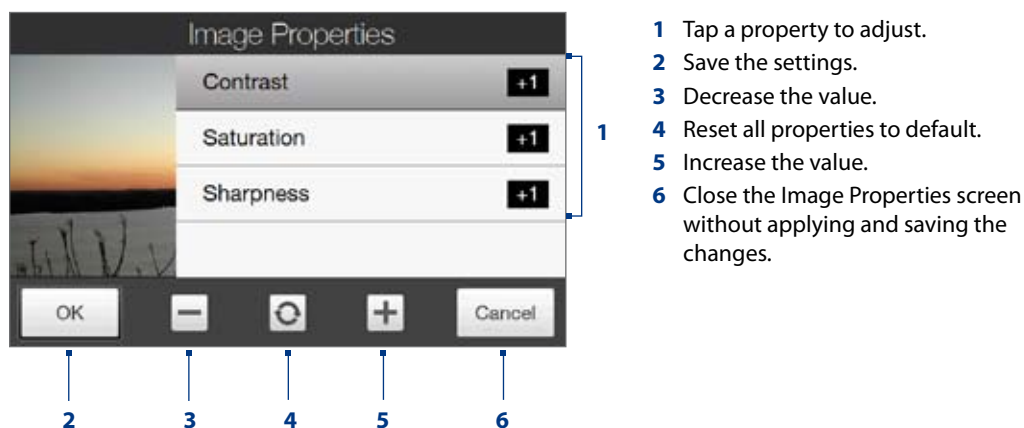 Image Properties
Contrast +1
Saturation +1
Sharpness +1
OK
Cancel
1
2
3
4
5
6
1 Tap a property to adjust.
2 Save the settings.
3 Decrease the value.
4 Reset all properties to default.
5 Increase the value.
6 Close the Image Properties screen
without applying and saving the
changes.